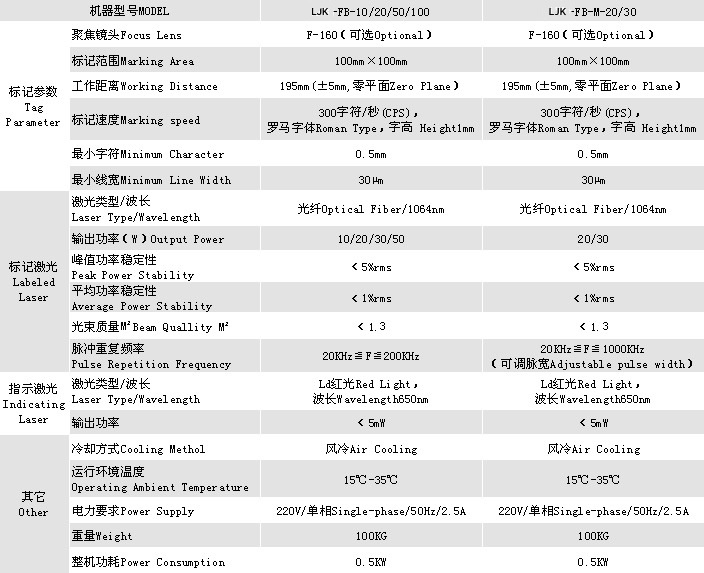 机器型号MODEL LJK -FB-10/20/50/100 LJK -FB-M-20/30
标记参数
Tag
Parameter
聚焦镜头Focus Lens F-160(可选Optional) F-160(可选Optional)
标记范围Marking Area 100mm×100mm 100mm×100mm
工作距离Working Distance 195mm(±5mm,零平面Zero Plane) 195mm(±5mm,零平面Zero Plane)
标记速度Marking speed
300字符/秒(CPS),
罗马字体Roman Type,字高 Height1mm
300字符/秒(CPS),
罗马字体Roman Type,字高 Height1mm
最小字符Minimum Character 0.5mm 0.5mm
最小线宽Minimum Line Width 30μm 30μm
标记激光
Labeled
Laser
激光类型/波长
Laser Type/Wavelength
光纤Optical Fiber/1064nm 光纤Optical Fiber/1064nm
输出功率(W)Output Power 10/20/30/50 20/30
峰值功率稳定性
Peak Power Stability
<5%rms <5%rms
平均功率稳定性
Average Power Stability
<1%rms <1%rms
光束质量M²Beam Quallity M² <1.3 <1.3
脉冲重复频率
Pulse Repetition Frequency
20KHz≦F≦200KHz
20KHz≦F≦1000KHz
(可调脉宽Adjustable pulse width)
指示激光
Indicating
Laser
激光类型/波长
Laser Type/Wavelength
Ld红光Red Light,
波长Wavelength650nm
Ld红光Red Light,
波长Wavelength650nm
输出功率 <5mW <5mW
其它
Other
冷却方式Cooling Methol 风冷Air Cooling 风冷Air Cooling
运行环境温度
Operating Ambient Temperature
15℃-35℃ 15℃-35℃
电力要求Power Supply 220V/单相Single-phase/50Hz/2.5A 220V/单相Single-phase/50Hz/2.5A
重量Weight 100KG 100KG
整机功耗Power Consumption 0.5KW 0.5KW